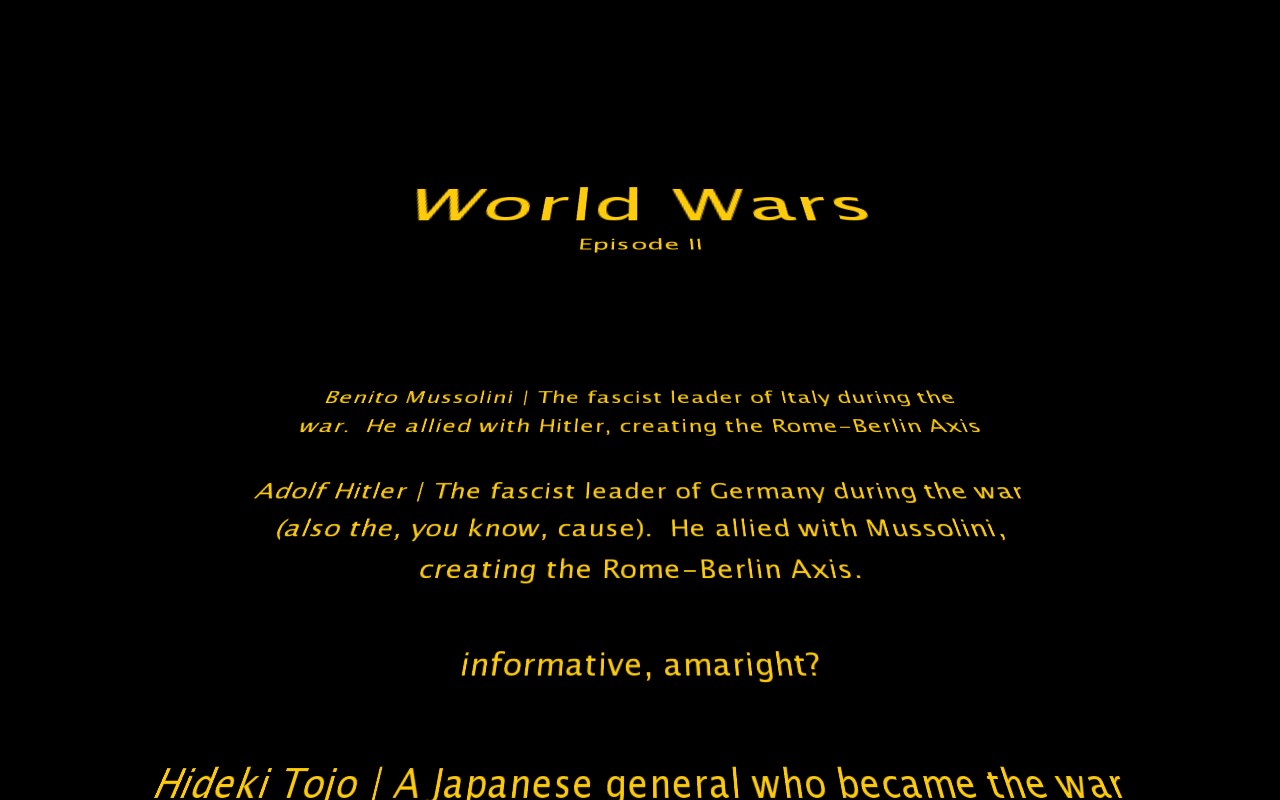 World Wars
Episode II
Benito Mussolini | The fascist leader of Italy during the
war.  He allied with Hitler, creating the Rome-Berlin Axis
Adolf Hitler | The fascist leader of Germany during the war
(also the, you know, cause).  He allied with Mussolini,
creating the Rome-Berlin Axis.
informative, amaright?
Hideki Tojo | A Japanese general who became the war